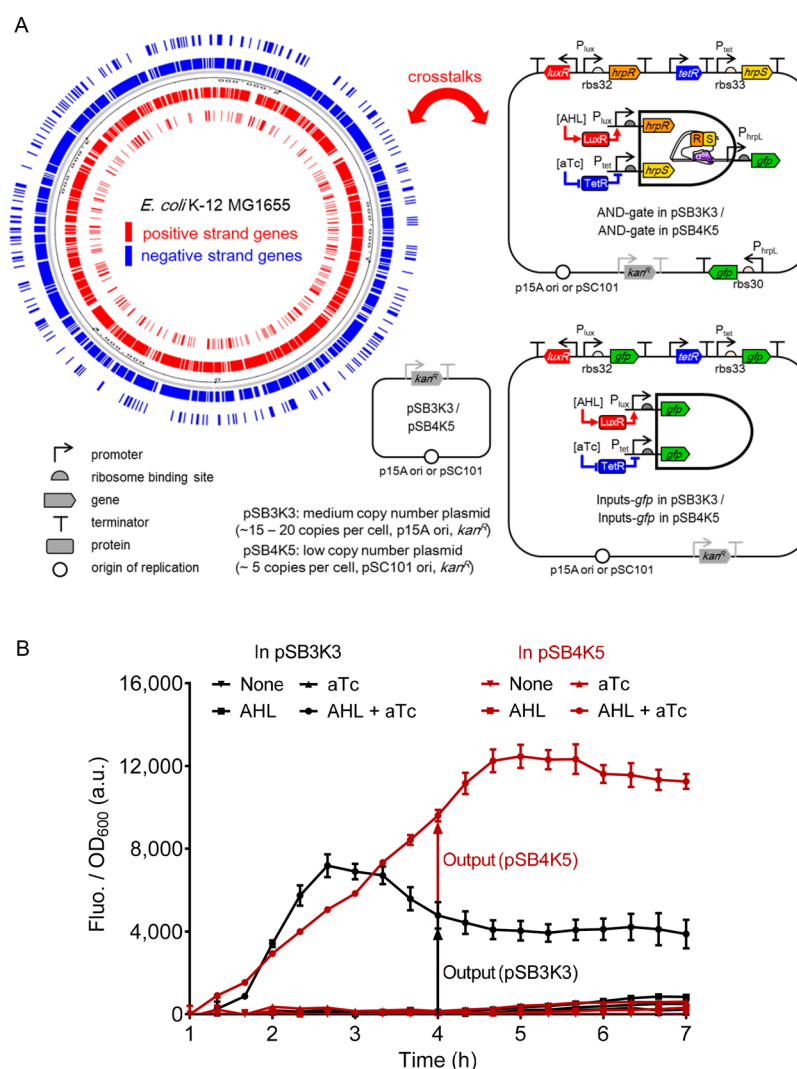 A
crosstalks
E. coli K-12 MG1655
positive strand genes
negative strand genes
promoter
ribosome binding site
gene
terminator
protein
origin of replication
kanR
pSB3K3 /
pSB4K5
p15A ori or pSC101
pSB3K3: medium copy number plasmid
(~15 – 20 copies per cell, p15A ori, kanR)
pSB4K5: low copy number plasmid
(~ 5 copies per cell, pSC101 ori, kanR)
Plux Ptet
luxR hrpR tetR hrpS
rbs32 rbs33
[AHL] Plux
LuxR hrpR
R S
PhrpL
[aTc] Ptet
TetR hrpS gfp
AND-gate in pSB3K3 /
AND-gate in pSB4K5
PhrpL
p15A ori or pSC101 kanR gfp
rbs30
Plux Ptet
luxR gfp tetR gfp
rbs32 rbs33
[AHL] Plux
LuxR gfp
[aTc] Ptet
TetR gfp
Inputs-gfp in pSB3K3 /
Inputs-gfp in pSB4K5
p15A ori or pSC101 kanR
B
In pSB3K3 In pSB4K5
None aTc None aTc
AHL AHL + aTc AHL AHL + aTc
16,000
12,000
8,000
4,000
0
Fluo. / OD600 (a.u.)
Output (pSB4K5)
Output (pSB3K3)
1 2 3 4 5 6 7
Time (h)